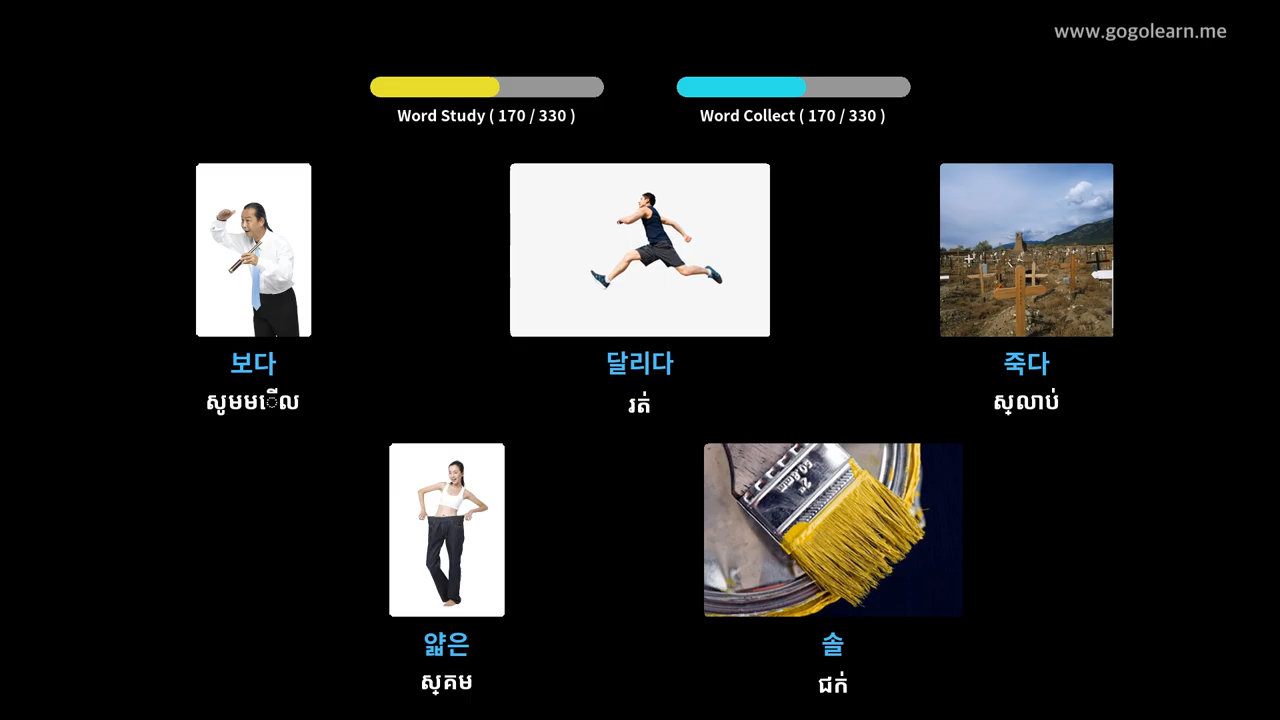 www.gogolearn.me
Word Study ( 170 / 330 )
Word Collect ( 170 / 330 )
보다
달리다
죽다
សូមមើល
រត់
ស្លាប់
얇은
솔
ស្គម
ជក់